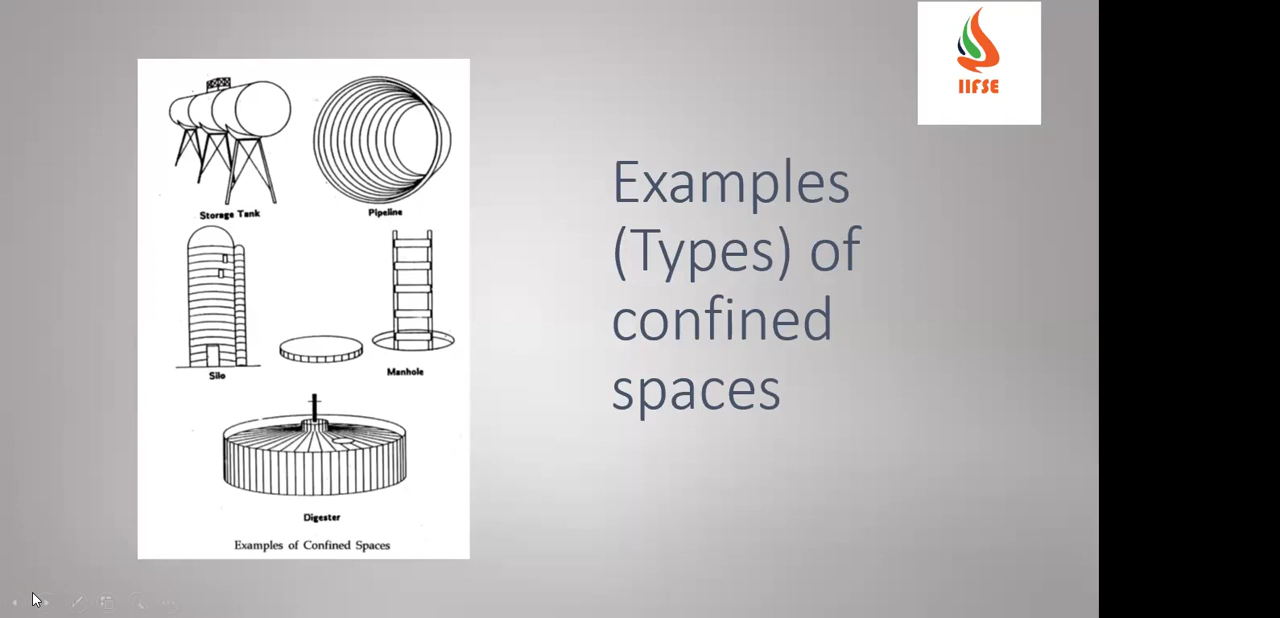 IIFSE
Storage Tank
Pipeline
Silo
Manhole
Digester
Examples of Confined Spaces
Examples
(Types) of
confined
spaces